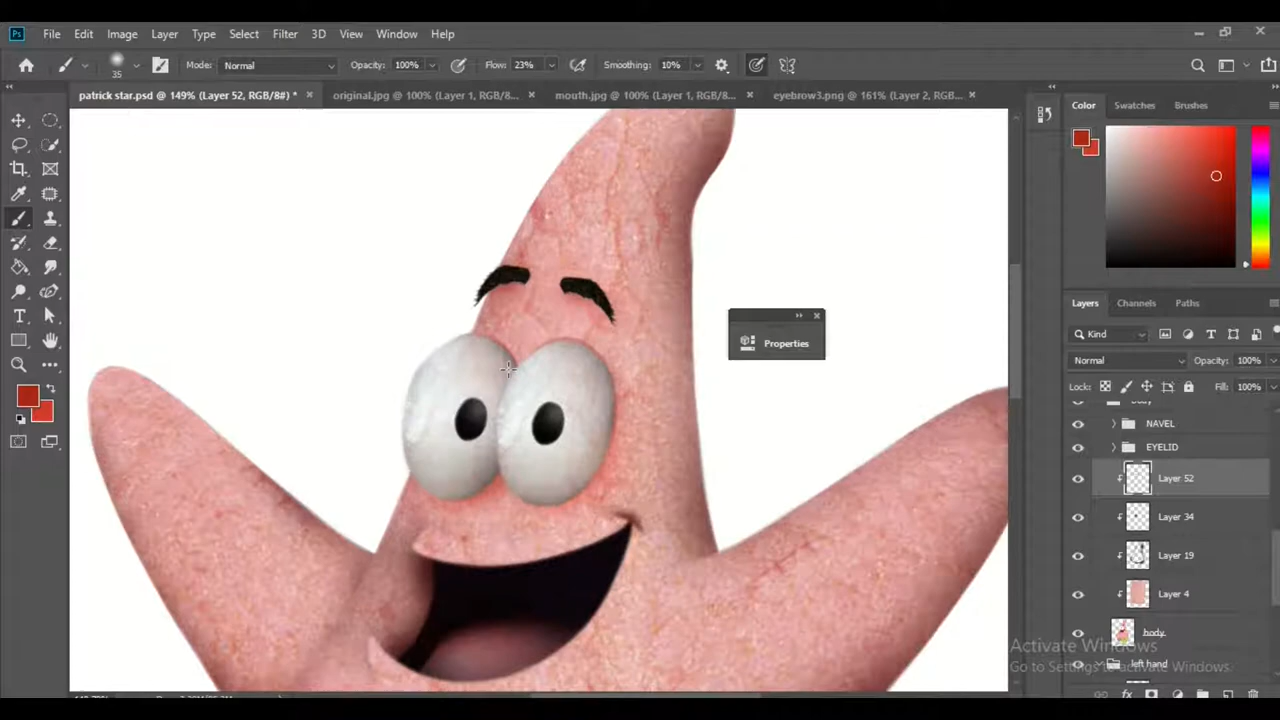 Ps File Edit Image Layer Type Select Filter 3D View Window Help
35 Mode: Normal Opacity: 100% Flow: 23% Smoothing: 10%
patrick star.psd @ 149% (Layer 52, RGB/8#) * original.jpg @ 100% (Layer 1, RGB/8... mouth.jpg @ 100% (Layer 1, RGB/8#... eyebrow3.png @ 161% (Layer 2, RGB...
Color Swatches Brushes
Properties
Layers Channels Paths
Kind
Normal Opacity: 100%
Lock: Fill: 100%
NAVEL
EYELID
Layer 52
Layer 34
Layer 19
Layer 4
body
left hand
Activate Windows
Go to Settings to activate Windows.